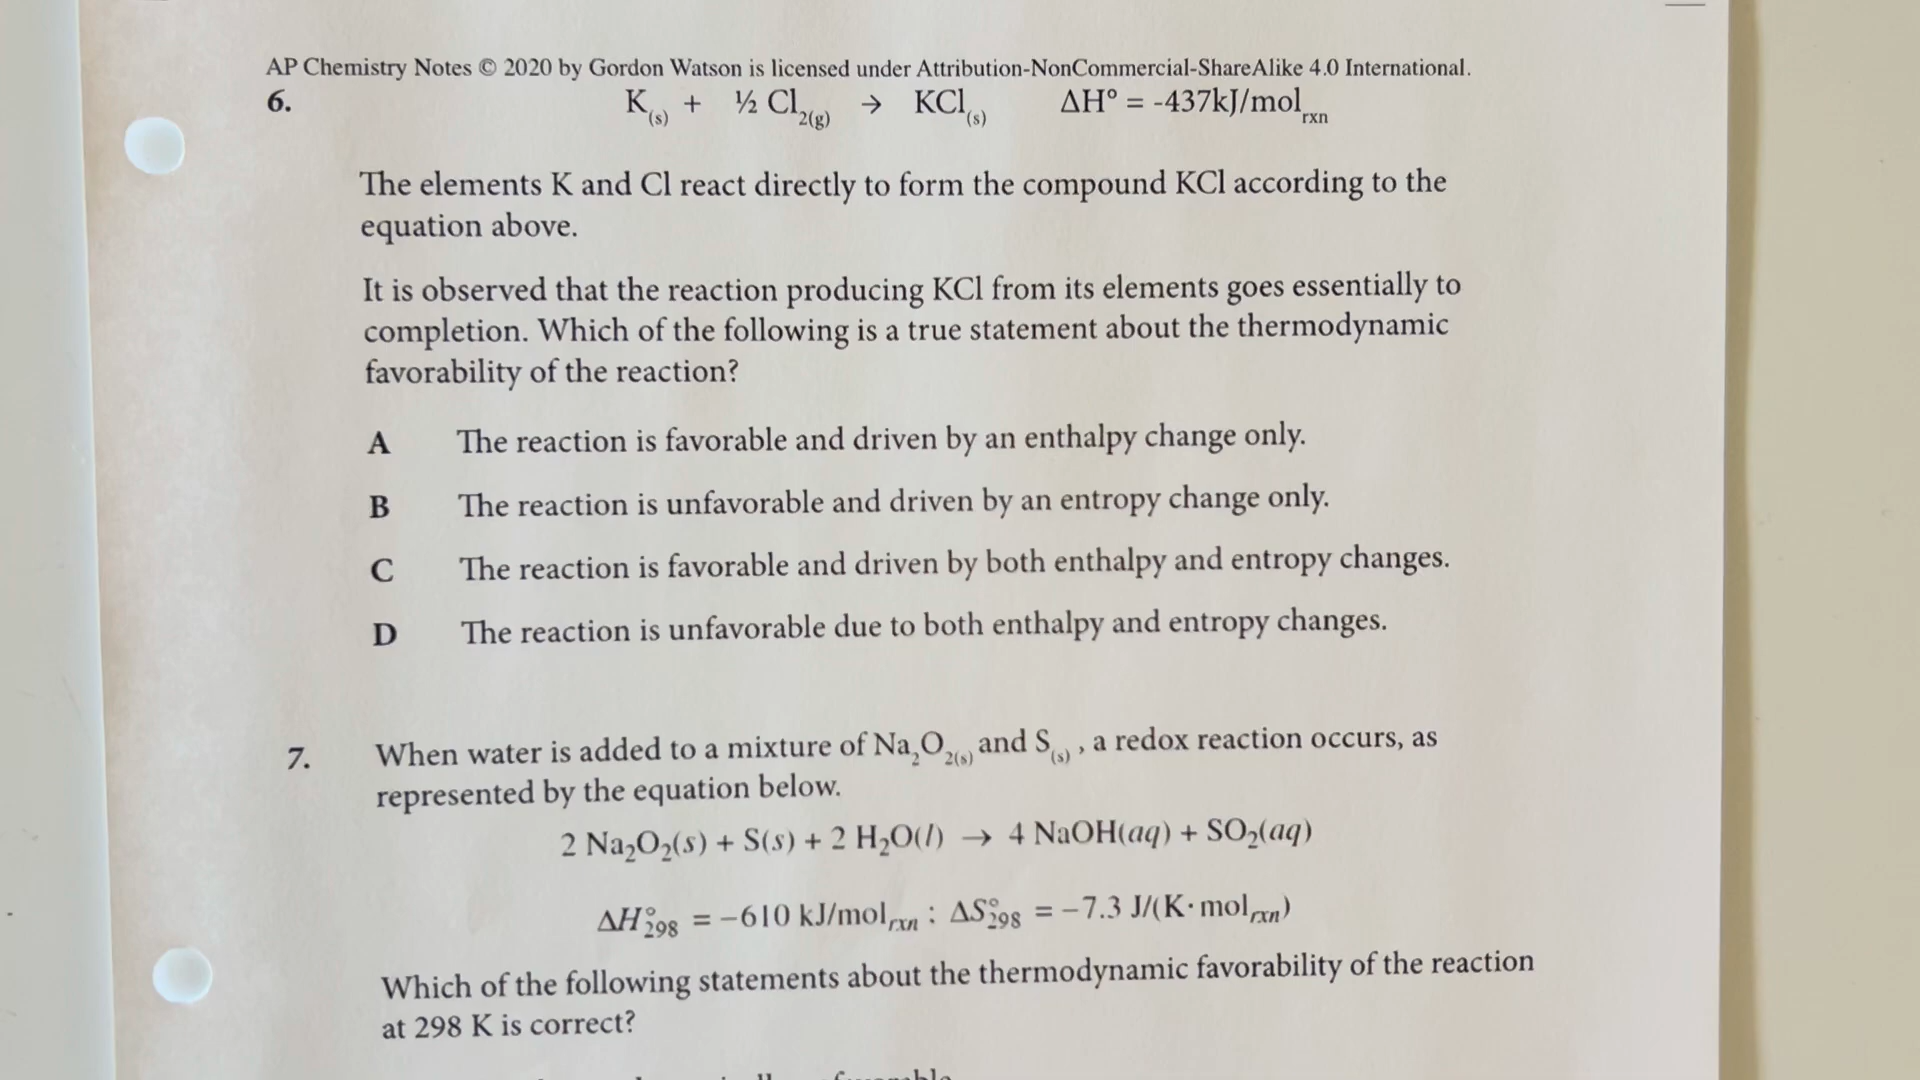 AP Chemistry Notes © 2020 by Gordon Watson is licensed under Attribution-NonCommercial-ShareAlike 4.0 International.
6. K(s) + ½ Cl2(g) → KCl(s) ΔH° = -437kJ/molrxn
The elements K and Cl react directly to form the compound KCl according to the
equation above.
It is observed that the reaction producing KCl from its elements goes essentially to
completion. Which of the following is a true statement about the thermodynamic
favorability of the reaction?
A The reaction is favorable and driven by an enthalpy change only.
B The reaction is unfavorable and driven by an entropy change only.
C The reaction is favorable and driven by both enthalpy and entropy changes.
D The reaction is unfavorable due to both enthalpy and entropy changes.
7. When water is added to a mixture of Na2O2(s) and S(s) , a redox reaction occurs, as
represented by the equation below.
2 Na2O2(s) + S(s) + 2 H2O(l) → 4 NaOH(aq) + SO2(aq)
ΔH°298 = −610 kJ/molrxn : ΔS°298 = −7.3 J/(K·molrxn)
Which of the following statements about the thermodynamic favorability of the reaction
at 298 K is correct?